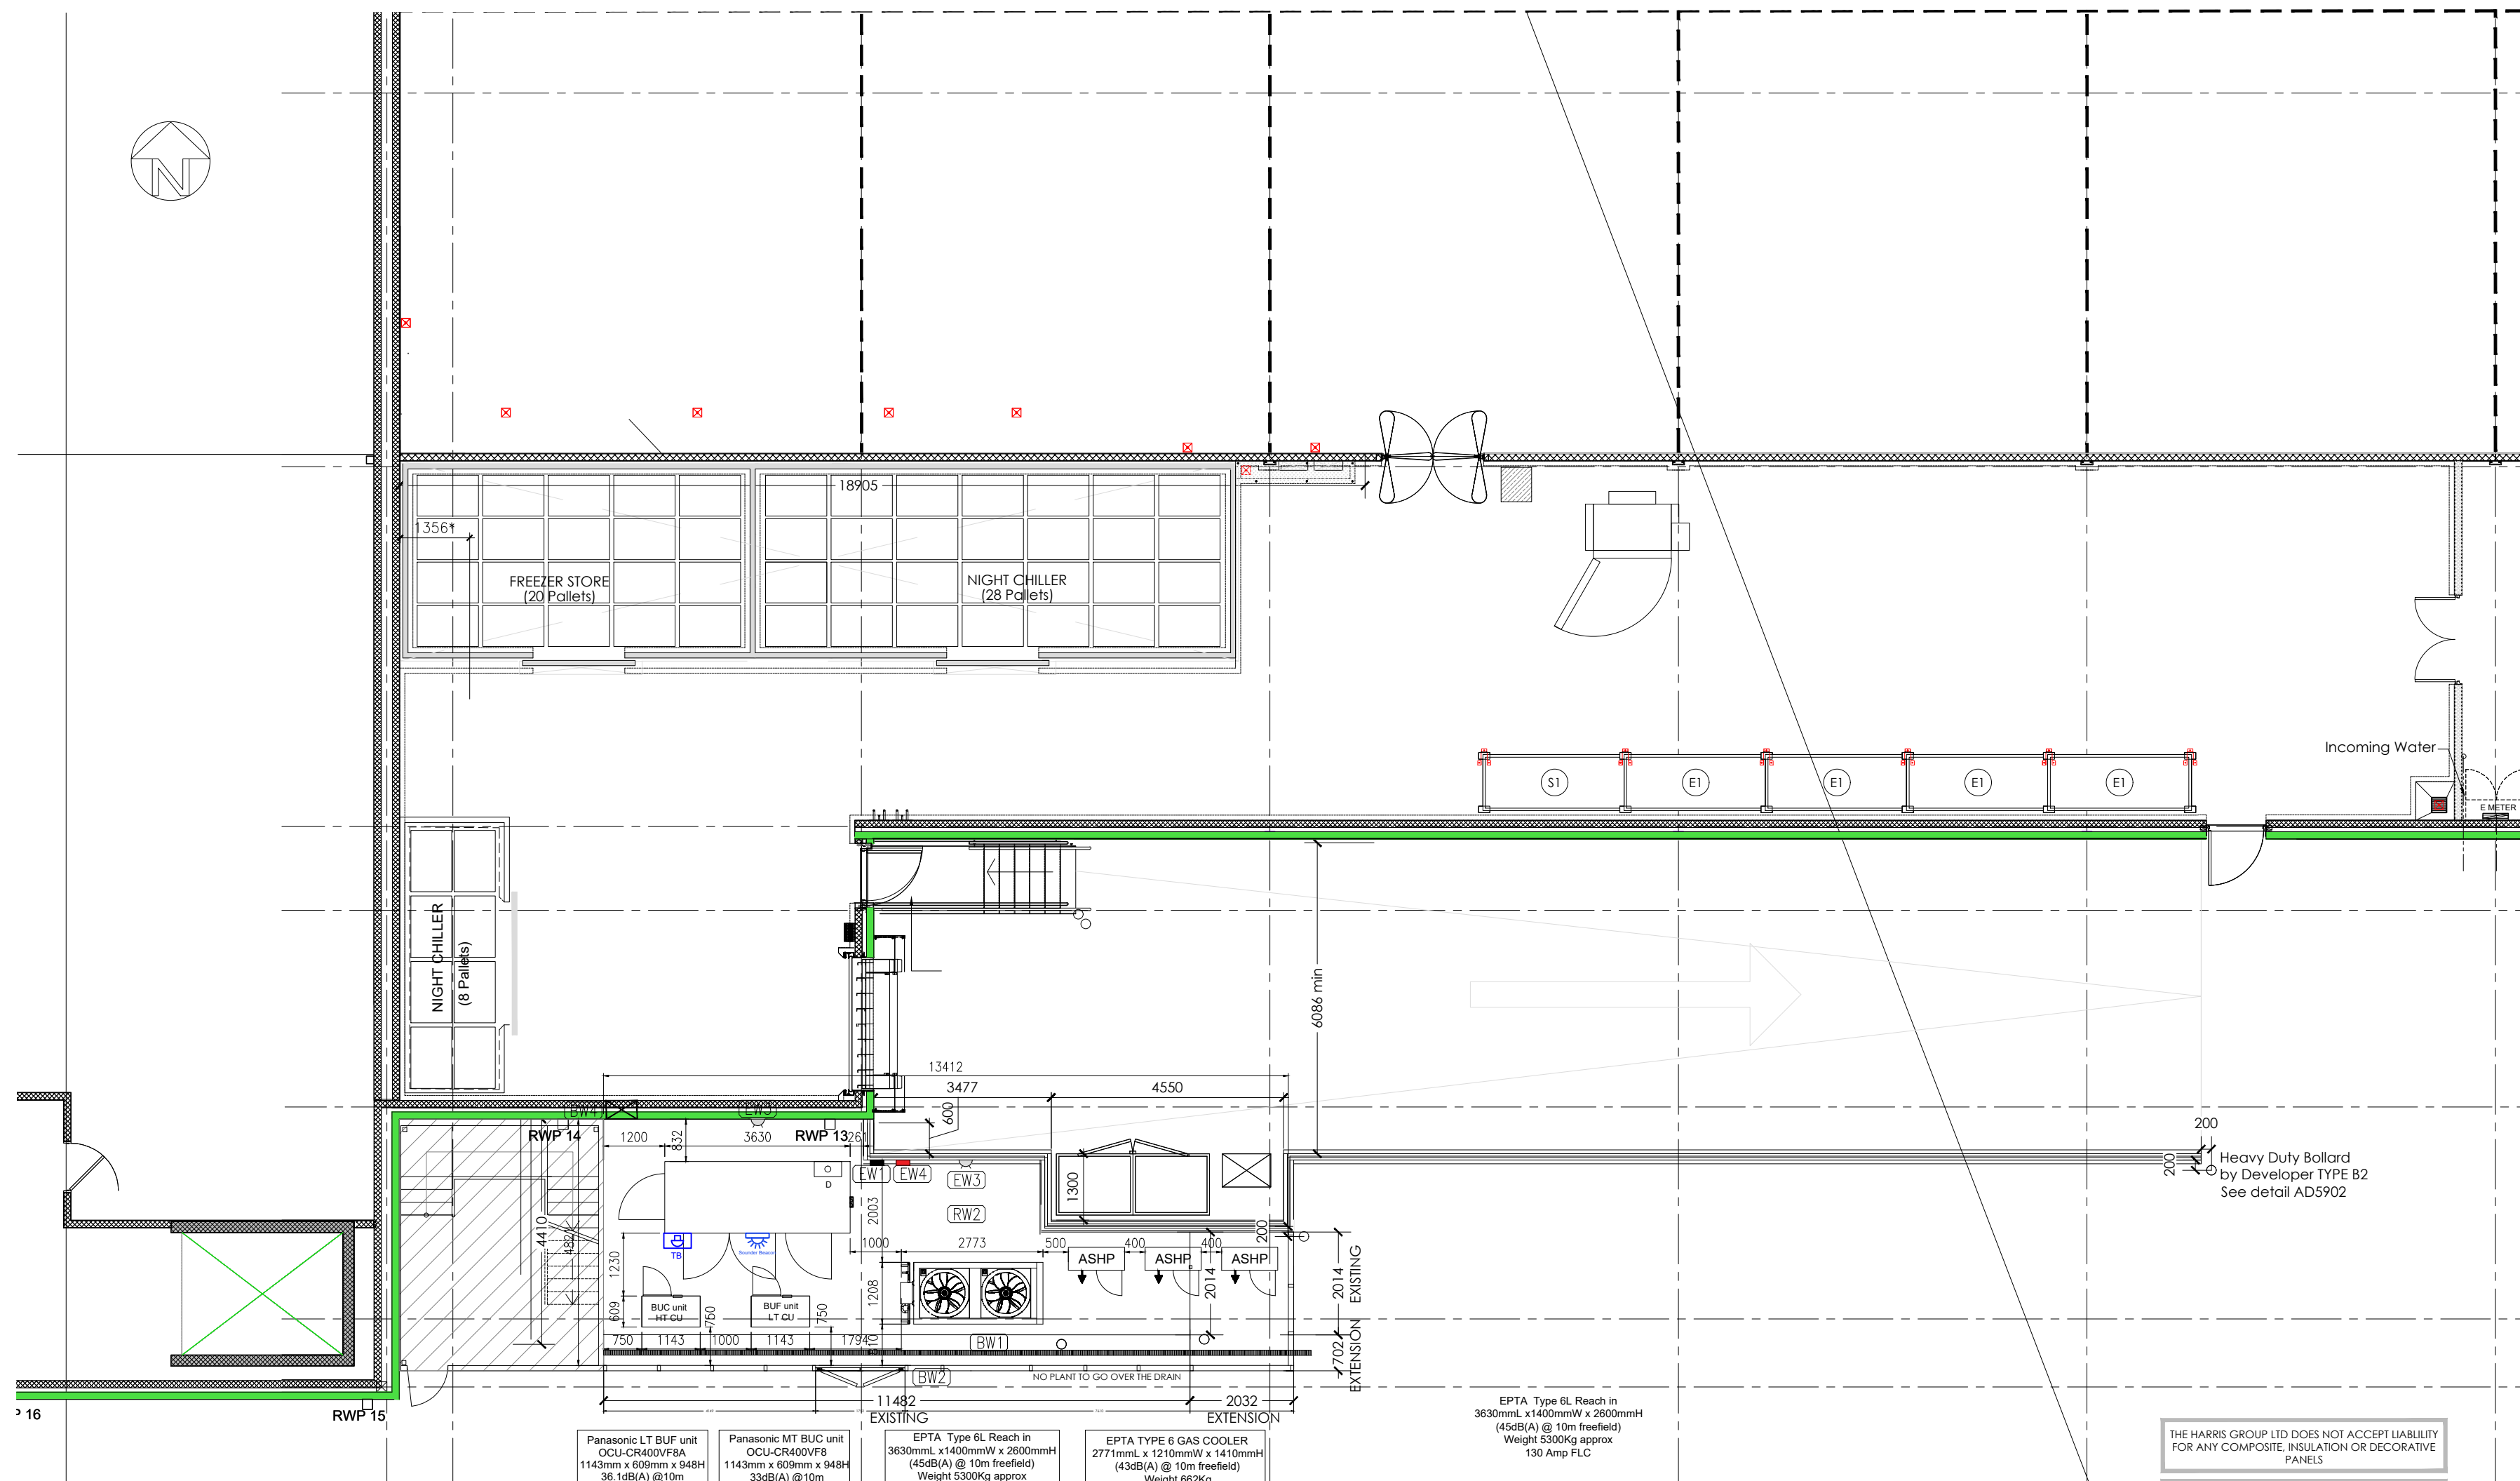 N
18905
1356*
FREEZER STORE
(20 Pallets)
NIGHT CHILLER
(28 Pallets)
Incoming Water
S1
E1
E1
E1
E1
E METER
NIGHT CHILLER
(8 Pallets)
6086 min
13412
3477
4550
600
BW4
EW3
RWP 14
RWP 13
1200
832
3630
261
D
EW1
EW4
EW3
RW2
1300
200
200
200
Heavy Duty Bollard
by Developer TYPE B2
See detail AD5902
4410
2003
TB
Sounder Beacon
1000
2773
500
400
400
ASHP
ASHP
ASHP
1230
1208
2014
2014
EXISTING
609
BUC unit
HT CU
750
BUF unit
LT CU
750
750
1143
1000
1143
1794
BW1
702
EXTENSION
BW2
NO PLANT TO GO OVER THE DRAIN
11482
EXISTING
2032
EXTENSION
RWP 15
16
Panasonic LT BUF unit
OCU-CR400VF8A
1143mm x 609mm x 948H
36.1dB(A) @10m
Panasonic MT BUC unit
OCU-CR400VF8
1143mm x 609mm x 948H
33dB(A) @10m
EPTA Type 6L Reach in
3630mmL x1400mmW x 2600mmH
(45dB(A) @ 10m freefield)
Weight 5300Kg approx
EPTA TYPE 6 GAS COOLER
2771mmL x 1210mmW x 1410mmH
(43dB(A) @ 10m freefield)
Weight 662Kg
EPTA Type 6L Reach in
3630mmL x1400mmW x 2600mmH
(45dB(A) @ 10m freefield)
Weight 5300Kg approx
130 Amp FLC
THE HARRIS GROUP LTD DOES NOT ACCEPT LIABLILITY
FOR ANY COMPOSITE, INSULATION OR DECORATIVE
PANELS